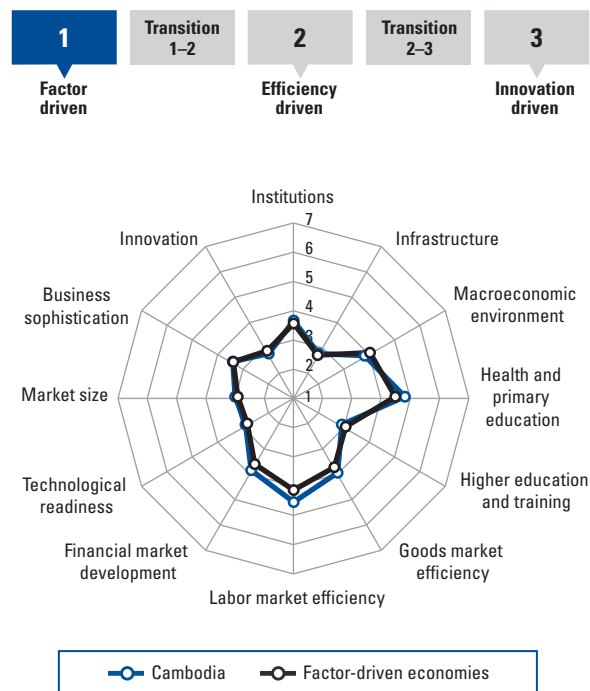 1
Transition
1–2
2
Transition
2–3
3
Factor
driven
Efficiency
driven
Innovation
driven
Institutions
7
6
5
4
3
2
1
Innovation
Infrastructure
Business
sophistication
Macroeconomic
environment
Market size
Health and
primary
education
Technological
readiness
Higher education
and training
Financial market
development
Goods market
efficiency
Labor market efficiency
Cambodia
Factor-driven economies